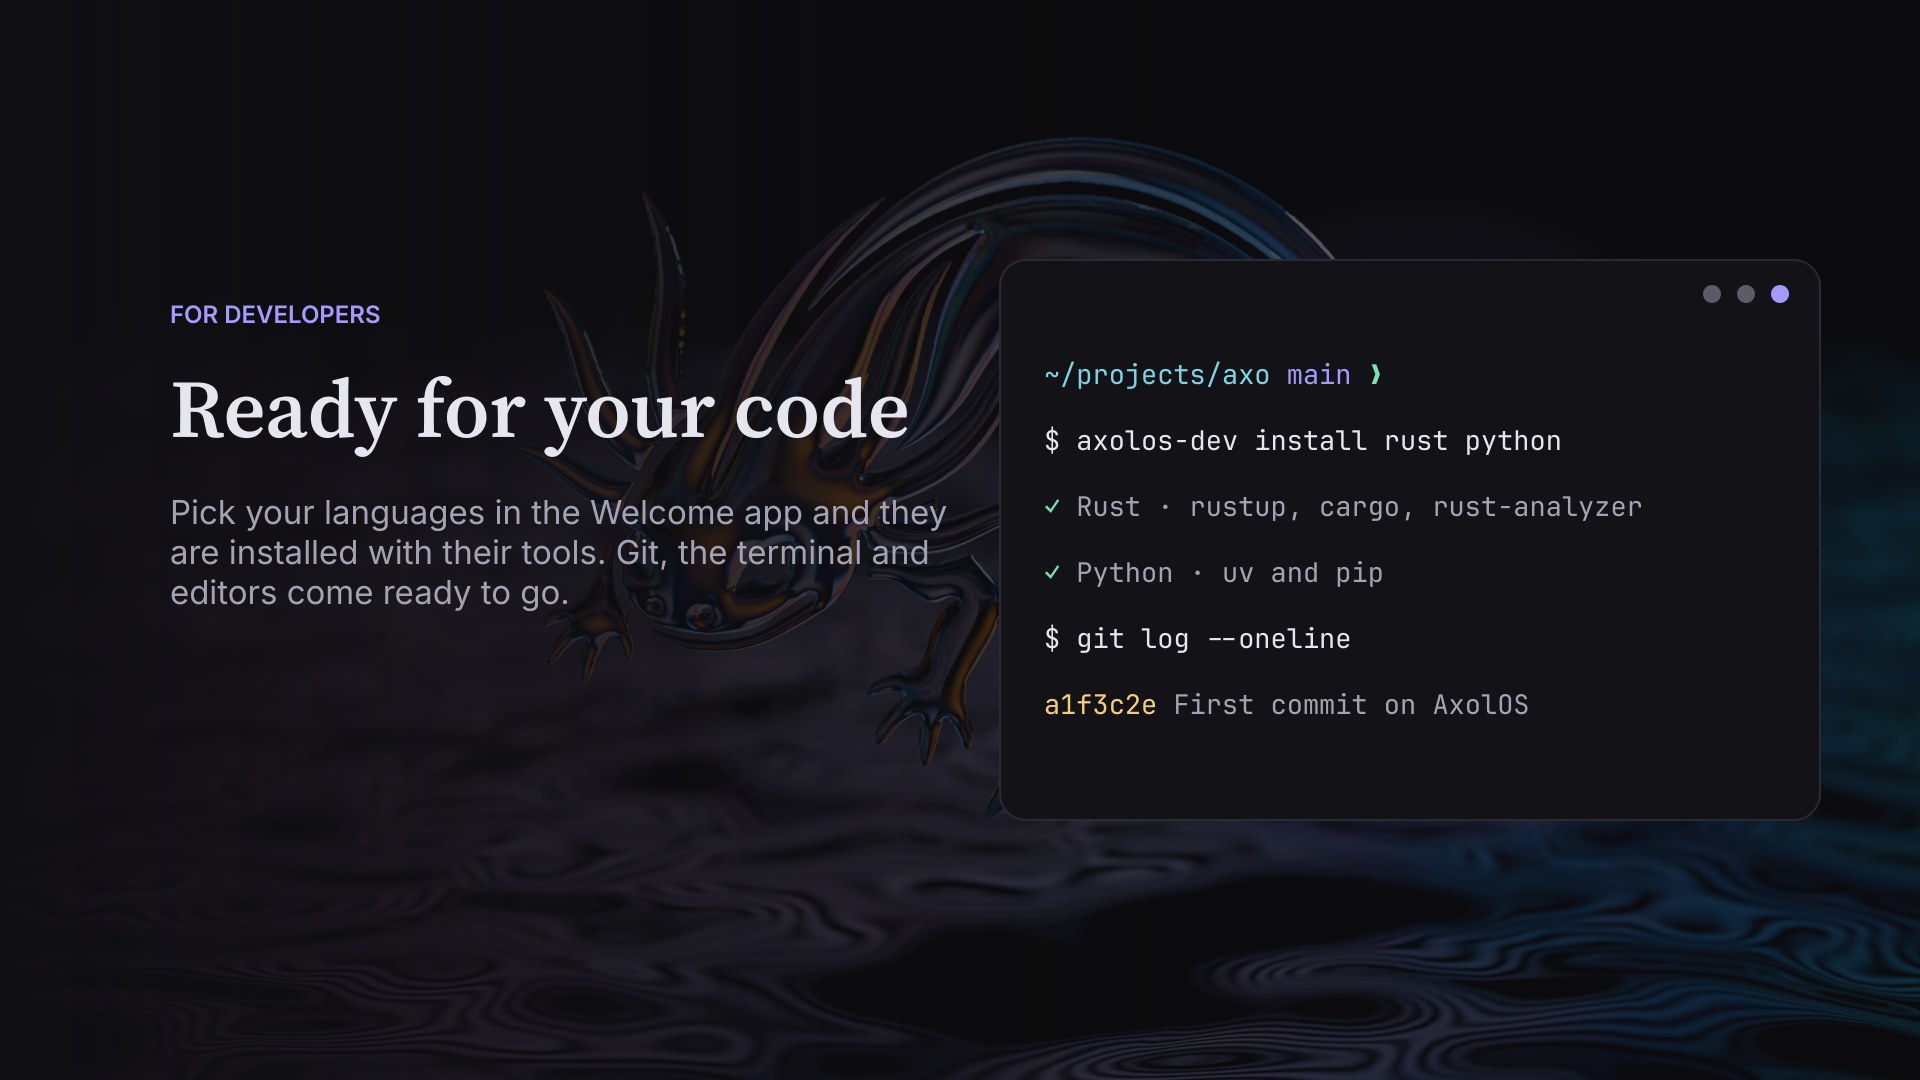 FOR DEVELOPERS
Ready for your code
Pick your languages in the Welcome app and they
are installed with their tools. Git, the terminal and
editors come ready to go.
~/projects/axo main ❯
$ axolos-dev install rust python
✓ Rust · rustup, cargo, rust-analyzer
✓ Python · uv and pip
$ git log --oneline
a1f3c2e First commit on AxolOS